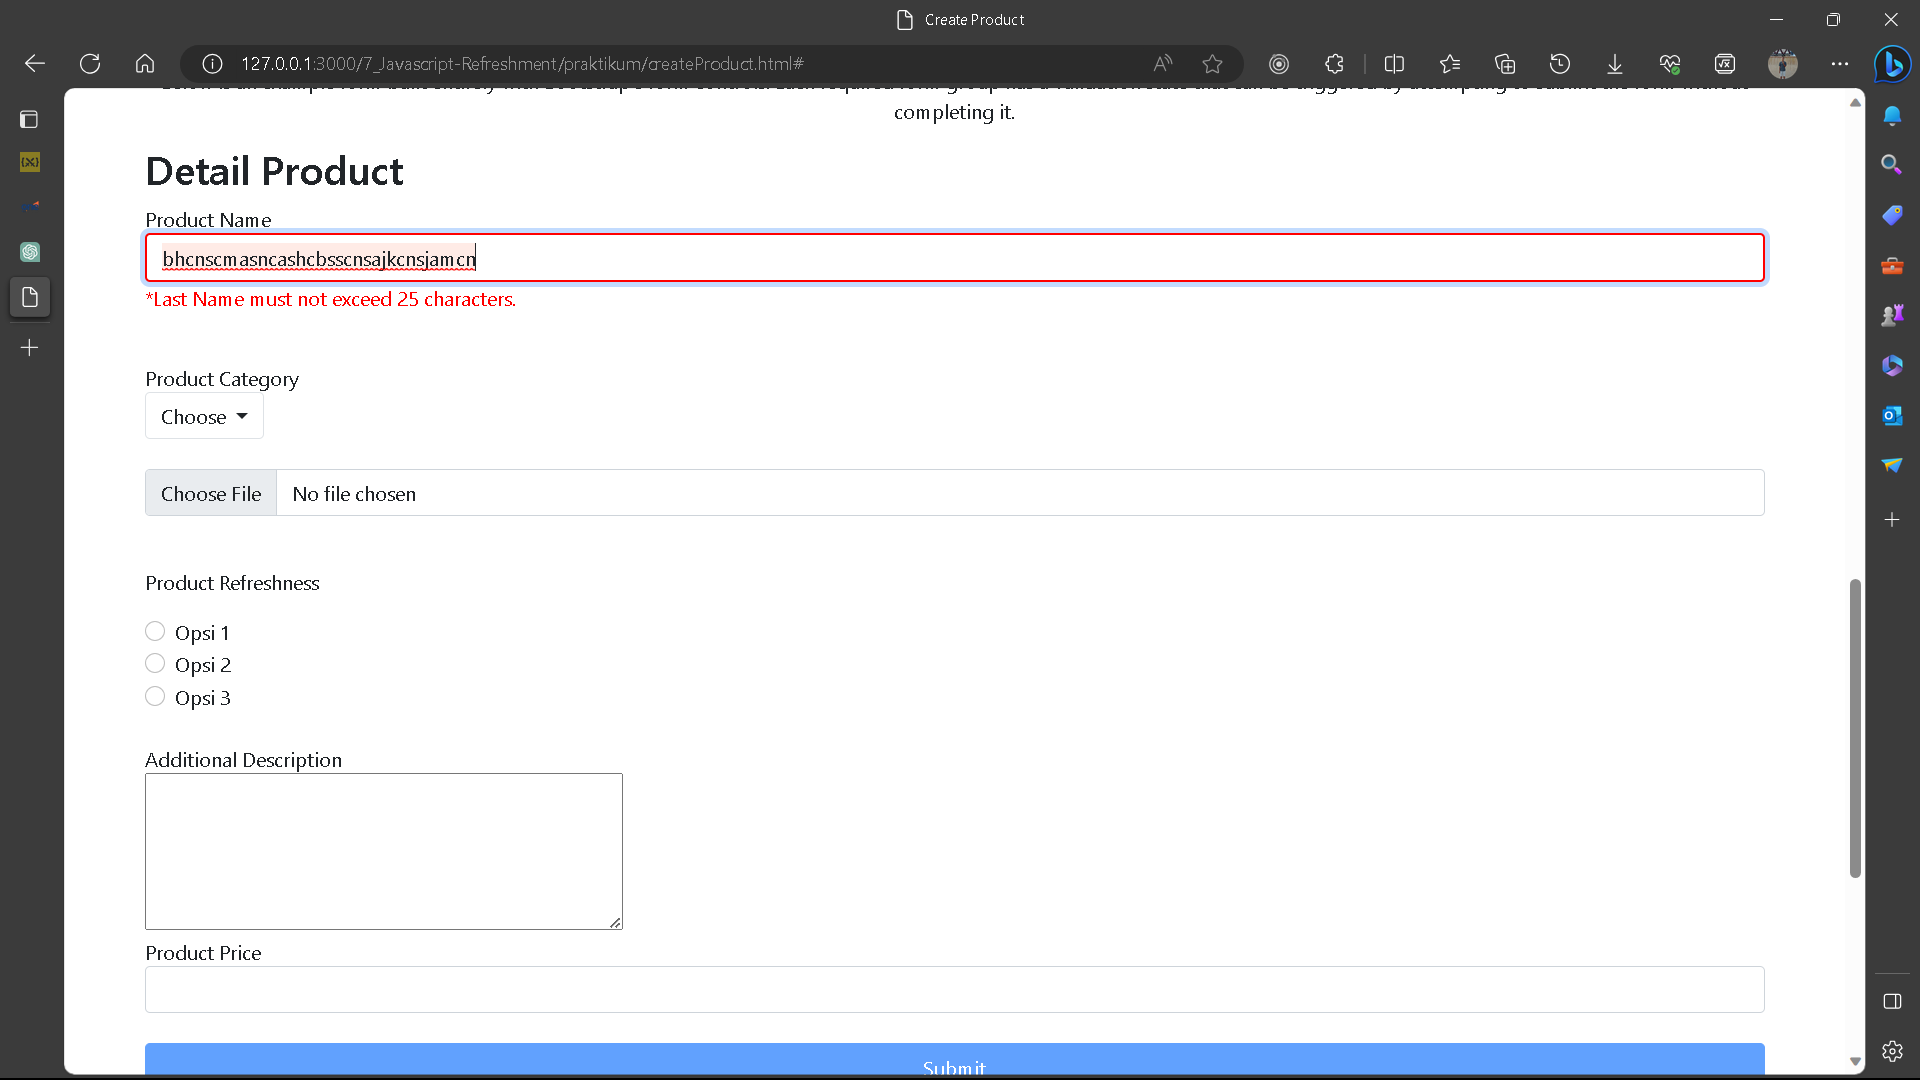 Create Product
127.0.0.1:3000/7_Javascript-Refreshment/praktikum/createProduct.html#
completing it.
Detail Product
Product Name
bhcnscmasncashcbsscnsajkcnsjamcn
*Last Name must not exceed 25 characters.
Product Category
Choose
Choose File No file chosen
Product Refreshness
Opsi 1
Opsi 2
Opsi 3
Additional Description
Product Price
Submit